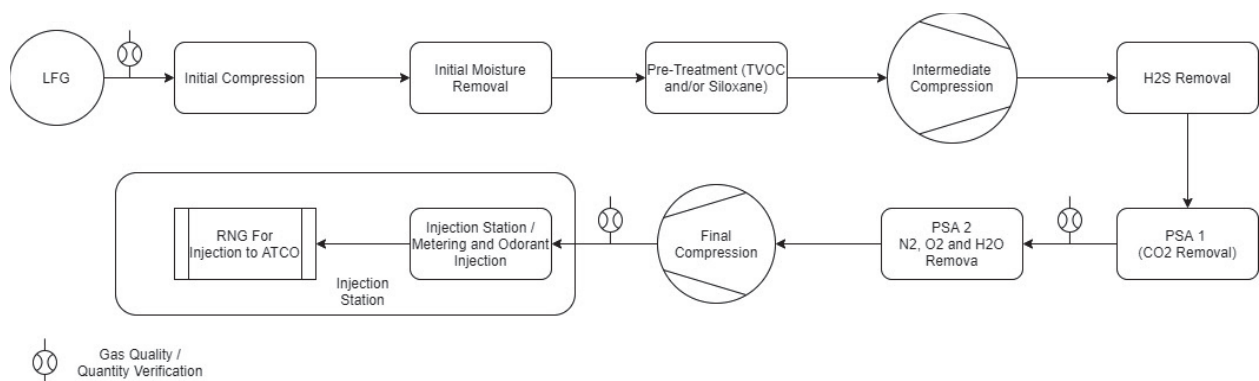 LFG
Initial Compression
Initial Moisture
Removal
Pre-Treatment (TVOC
and/or Siloxane)
Intermediate
Compression
H2S Removal
RNG For
Injection to ATCO
Injection Station /
Metering and Odorant
Injection
Injection
Station
Final
Compression
PSA 2
N2, O2 and H2O
Remova
PSA 1
(CO2 Removal)
Gas Quality /
Quantity Verification